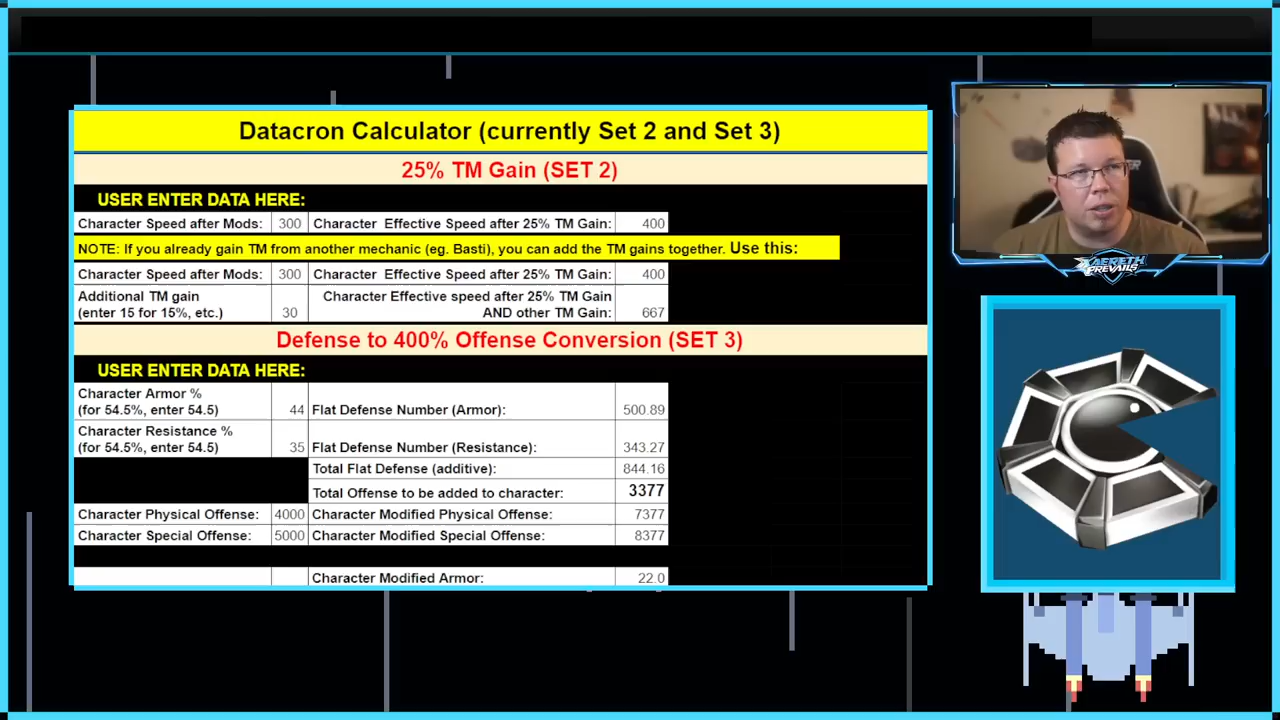 Datacron Calculator (currently Set 2 and Set 3)
25% TM Gain (SET 2)
USER ENTER DATA HERE:
Character Speed after Mods: 300 Character Effective Speed after 25% TM Gain: 400
NOTE: If you already gain TM from another mechanic (eg. Basti), you can add the TM gains together. Use this:
Character Speed after Mods: 300 Character Effective Speed after 25% TM Gain: 400
Additional TM gain Character Effective speed after 25% TM Gain
(enter 15 for 15%, etc.) 30 AND other TM Gain: 667
Defense to 400% Offense Conversion (SET 3)
USER ENTER DATA HERE:
Character Armor %
(for 54.5%, enter 54.5) 44 Flat Defense Number (Armor): 500.89
Character Resistance %
(for 54.5%, enter 54.5) 35 Flat Defense Number (Resistance): 343.27
Total Flat Defense (additive): 844.16
Total Offense to be added to character: 3377
Character Physical Offense: 4000 Character Modified Physical Offense: 7377
Character Special Offense: 5000 Character Modified Special Offense: 8377
Character Modified Armor: 22.0
XAERETH
PREVAILS